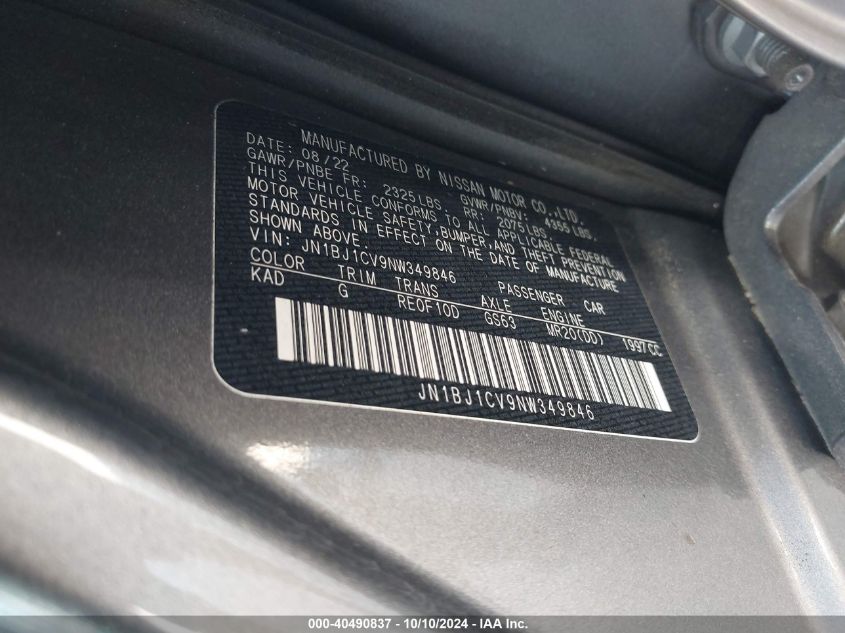 MANUFACTURED BY NISSAN MOTOR CO.,LTD.
DATE: 08/22 GVWR/PNBV: 4355LBS.
GAWR/PNBE FR: 2325LBS. RR: 2075LBS.
THIS VEHICLE CONFORMS TO ALL APPLICABLE FEDERAL
MOTOR VEHICLE SAFETY,BUMPER,AND THEFT PREVENTION
STANDARDS IN EFFECT ON THE DATE OF MANUFACTURE
SHOWN ABOVE.
VIN: JN1BJ1CV9NW349846 PASSENGER CAR
COLOR TRIM TRANS AXLE ENGINE
KAD G RE0F10D GS63 MR20(DD) 1997CC
JN1BJ1CV9NW349846
000-40490837 - 10/10/2024 - IAA Inc.